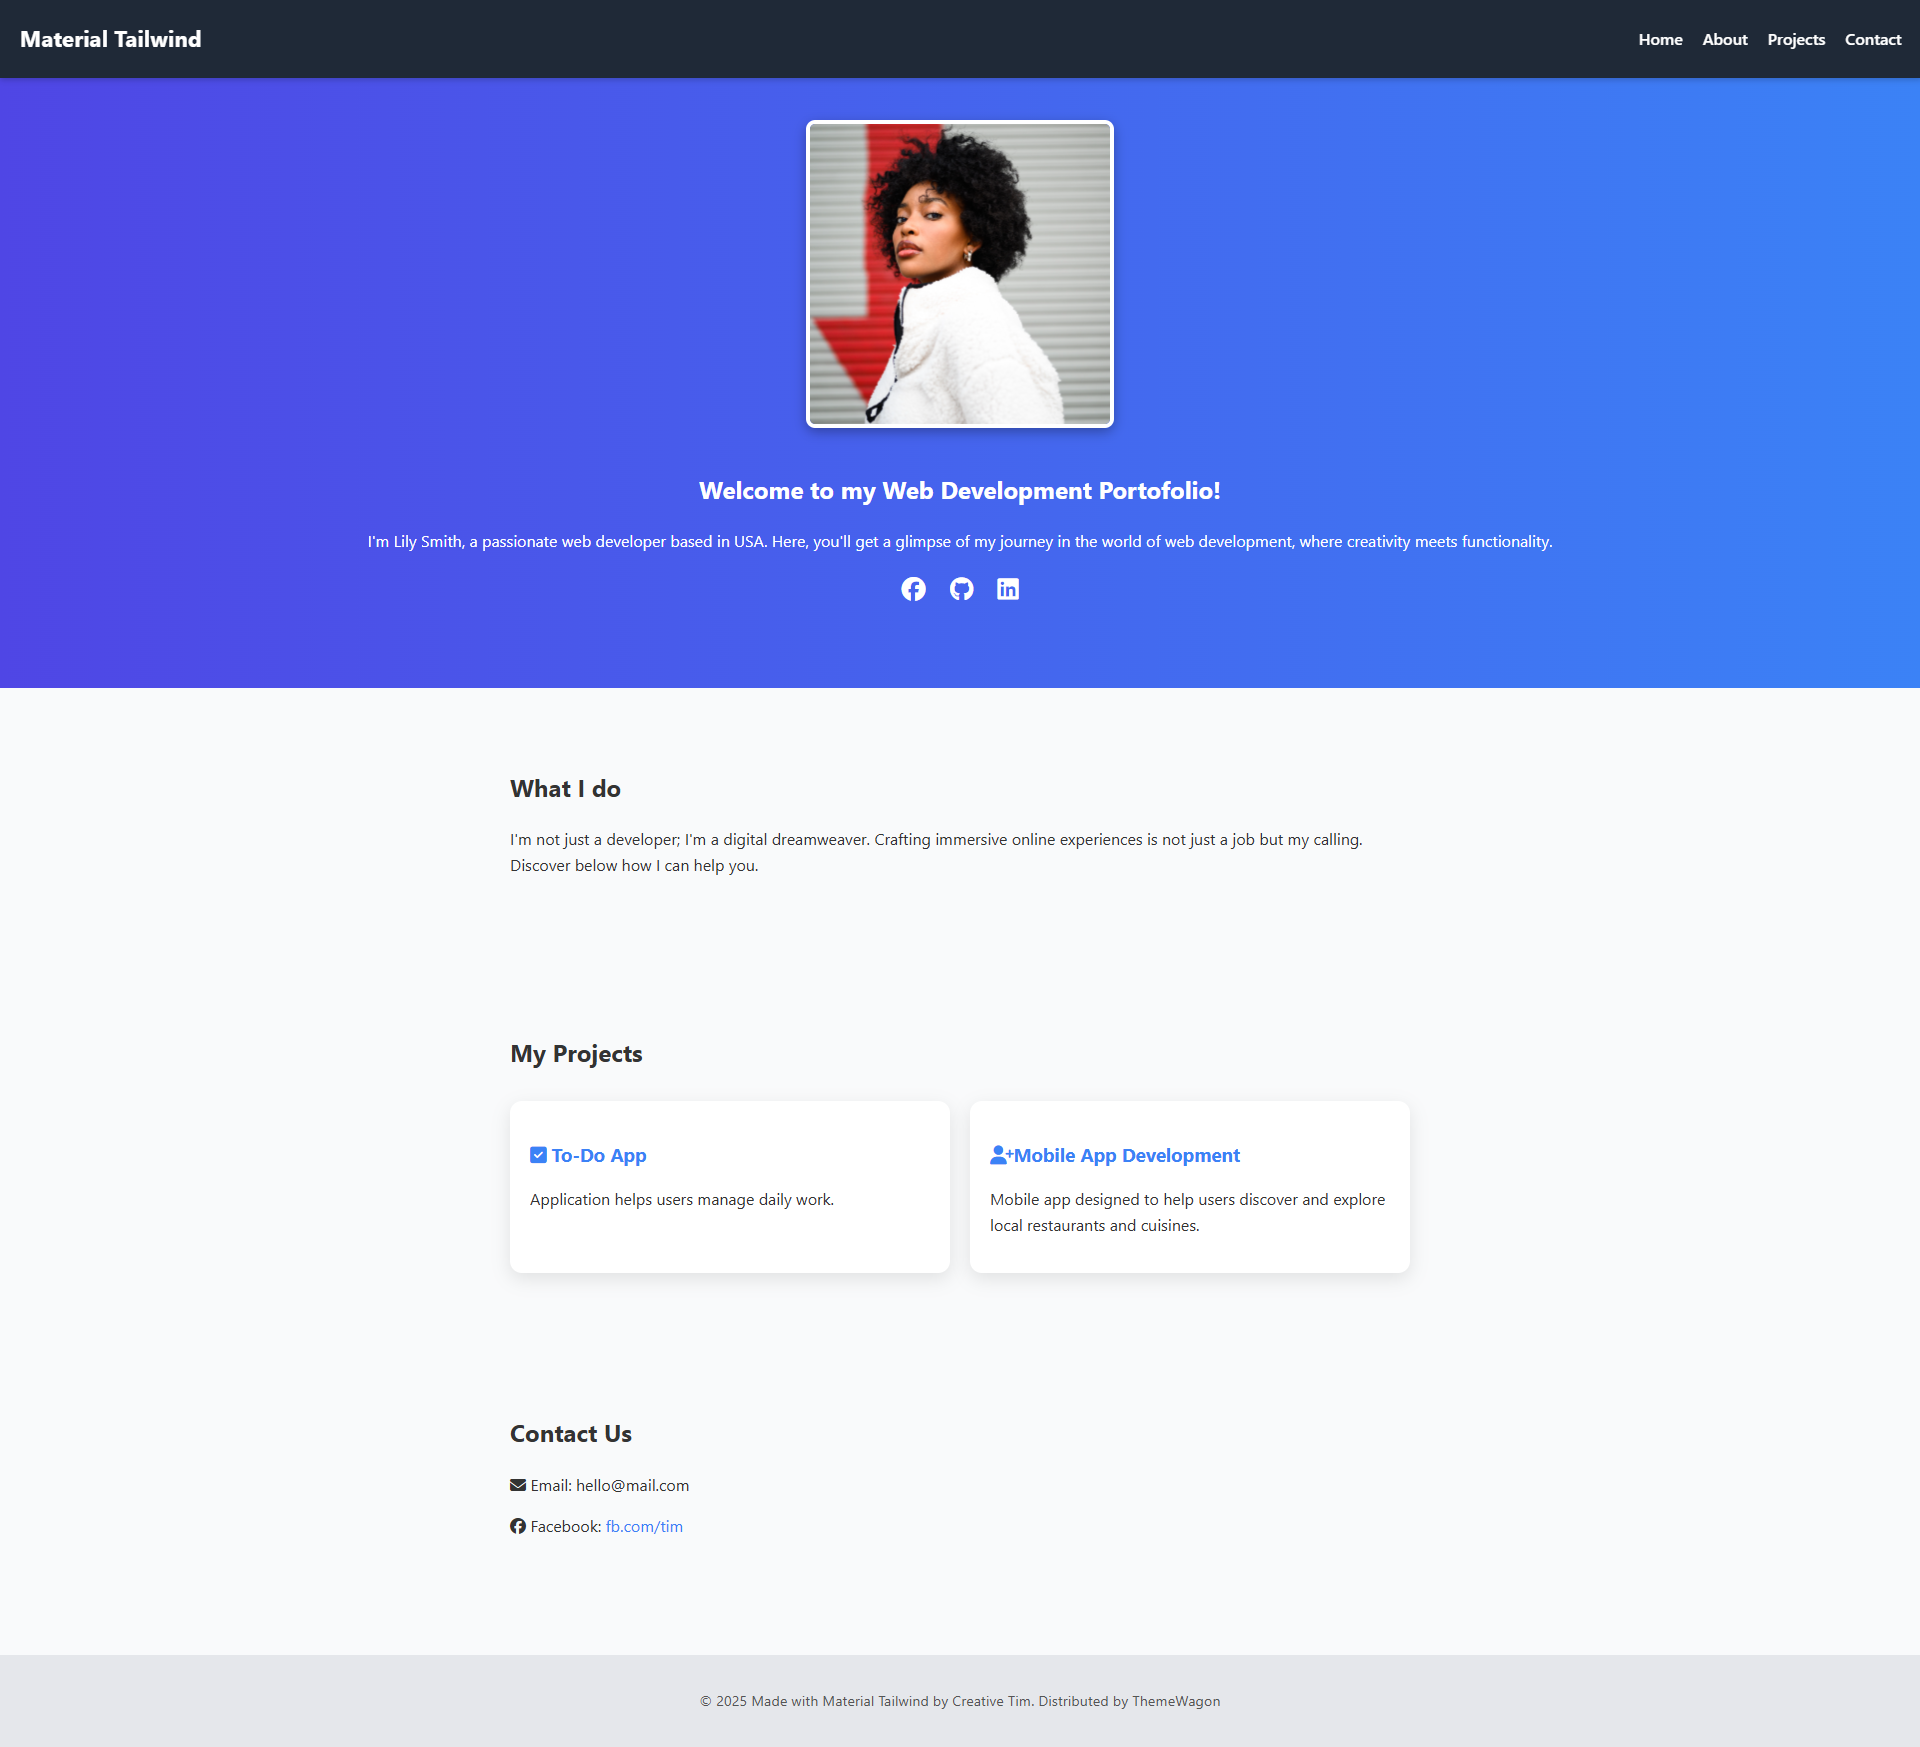 Material Tailwind
Home About Projects Contact
Welcome to my Web Development Portofolio!
I'm Lily Smith, a passionate web developer based in USA. Here, you'll get a glimpse of my journey in the world of web development, where creativity meets functionality.
What I do
I'm not just a developer; I'm a digital dreamweaver. Crafting immersive online experiences is not just a job but my calling.
Discover below how I can help you.
My Projects
To-Do App
Application helps users manage daily work.
Mobile App Development
Mobile app designed to help users discover and explore
local restaurants and cuisines.
Contact Us
Email: hello@mail.com
Facebook: fb.com/tim
© 2025 Made with Material Tailwind by Creative Tim. Distributed by ThemeWagon